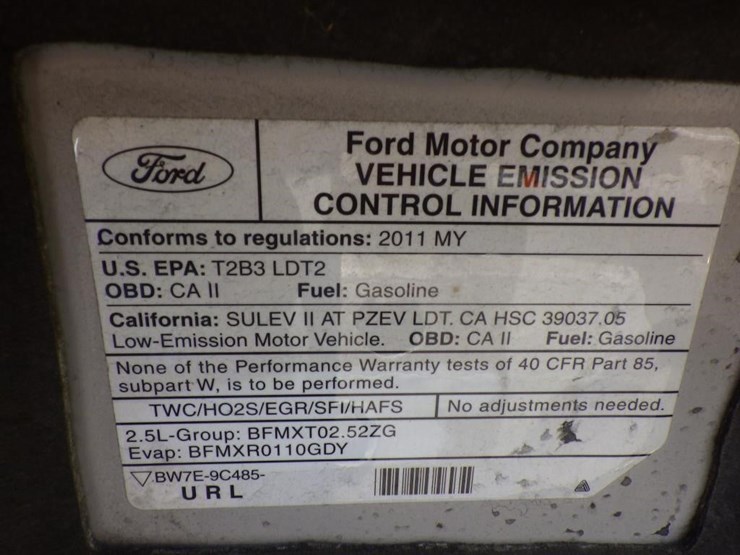 Ford
Ford Motor Company
VEHICLE EMISSION
CONTROL INFORMATION
Conforms to regulations: 2011 MY
U.S. EPA: T2B3 LDT2
OBD: CA II Fuel: Gasoline
California: SULEV II AT PZEV LDT. CA HSC 39037.05
Low-Emission Motor Vehicle. OBD: CA II Fuel: Gasoline
None of the Performance Warranty tests of 40 CFR Part 85,
subpart W, is to be performed.
TWC/HO2S/EGR/SFI/HAFS No adjustments needed.
2.5L-Group: BFMXT02.52ZG
Evap: BFMXR0110GDY
BW7E-9C485-
URL